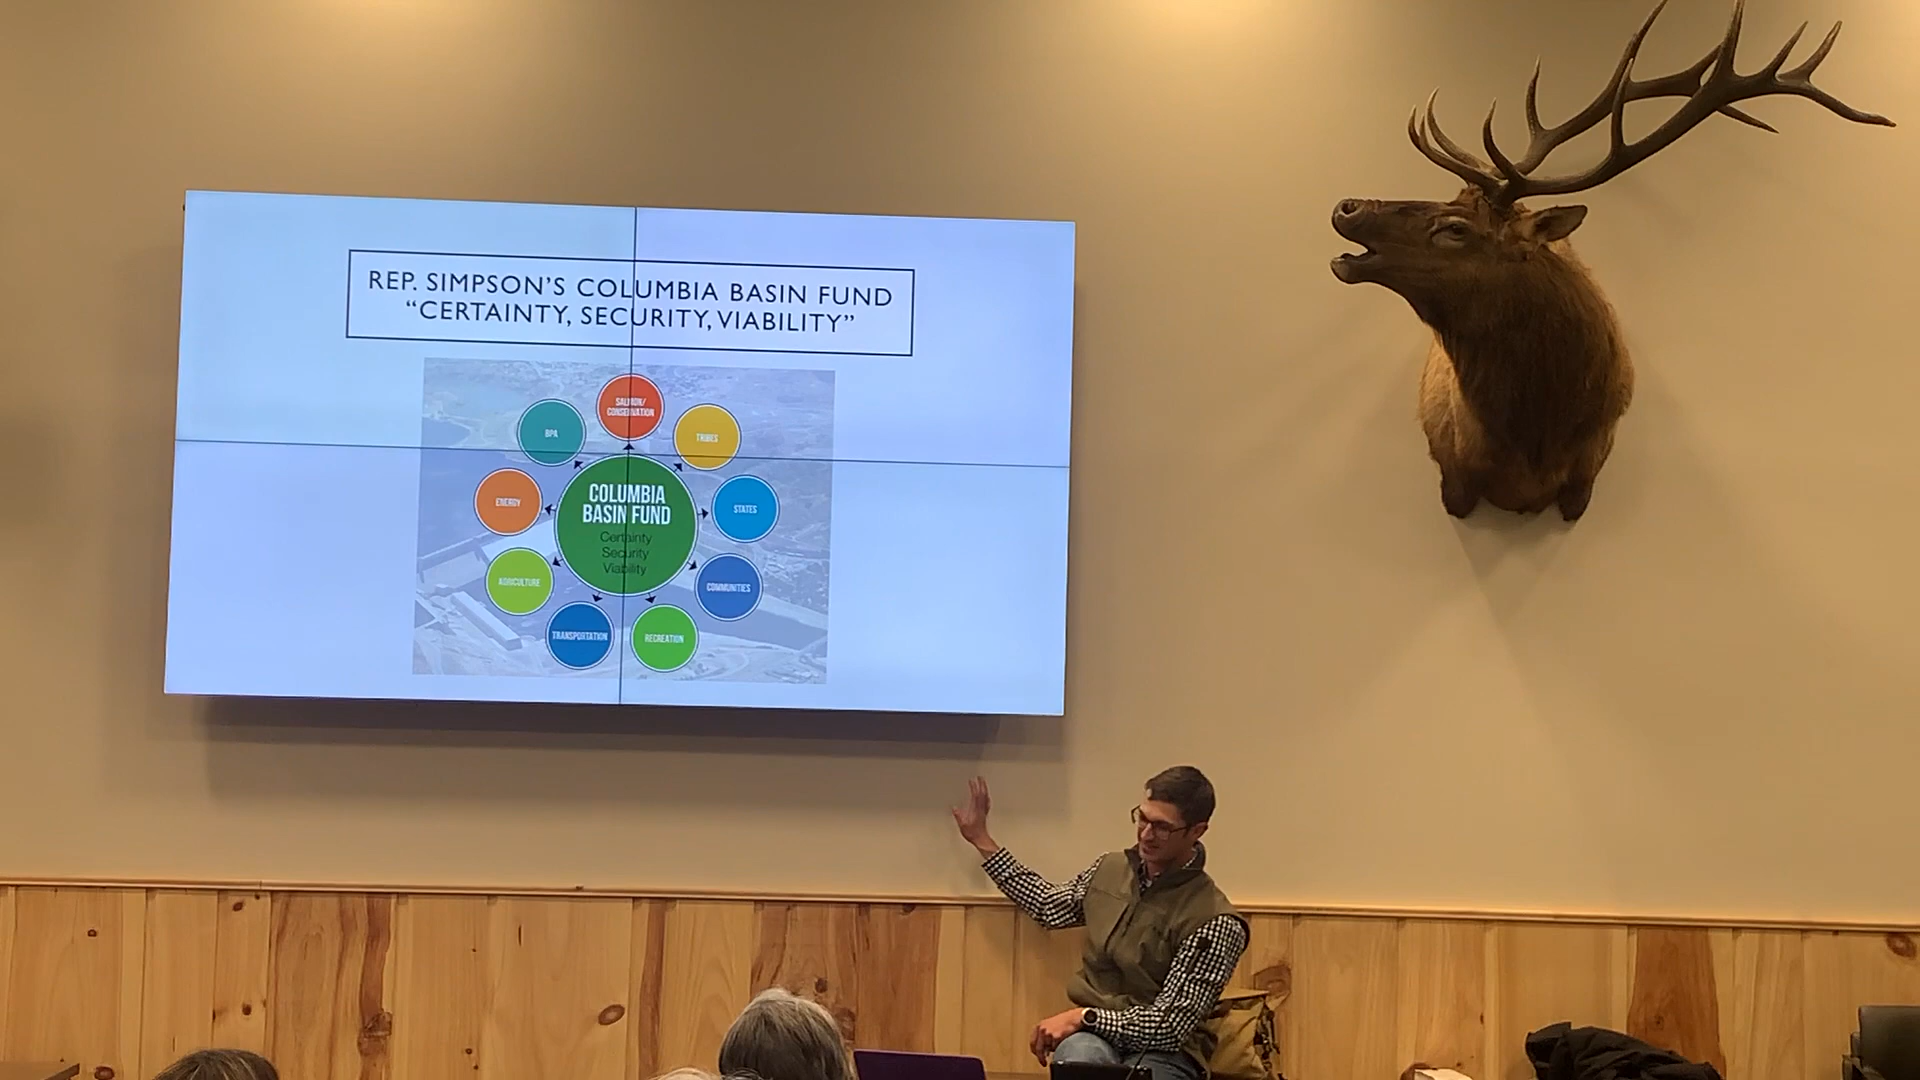 REP. SIMPSON'S COLUMBIA BASIN FUND
"CERTAINTY, SECURITY, VIABILITY"
SALMON/
CONSERVATION
BPA
TRIBES
ENERGY
COLUMBIA
BASIN FUND
Certainty
Security
Viability
STATES
AGRICULTURE
COMMUNITIES
TRANSPORTATION
RECREATION